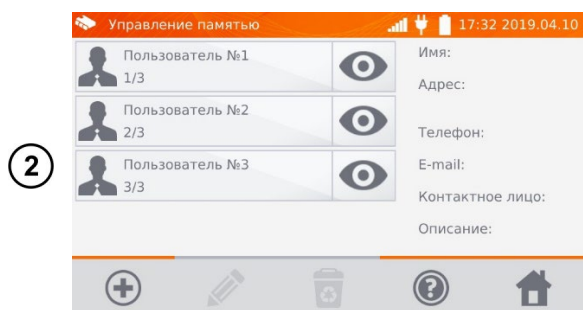 Управление памятью 17:32 2019.04.10
Пользователь №1
1/3
Пользователь №2
2/3
Пользователь №3
3/3
Имя:
Адрес:
Телефон:
E-mail:
Контактное лицо:
Описание:
2
?